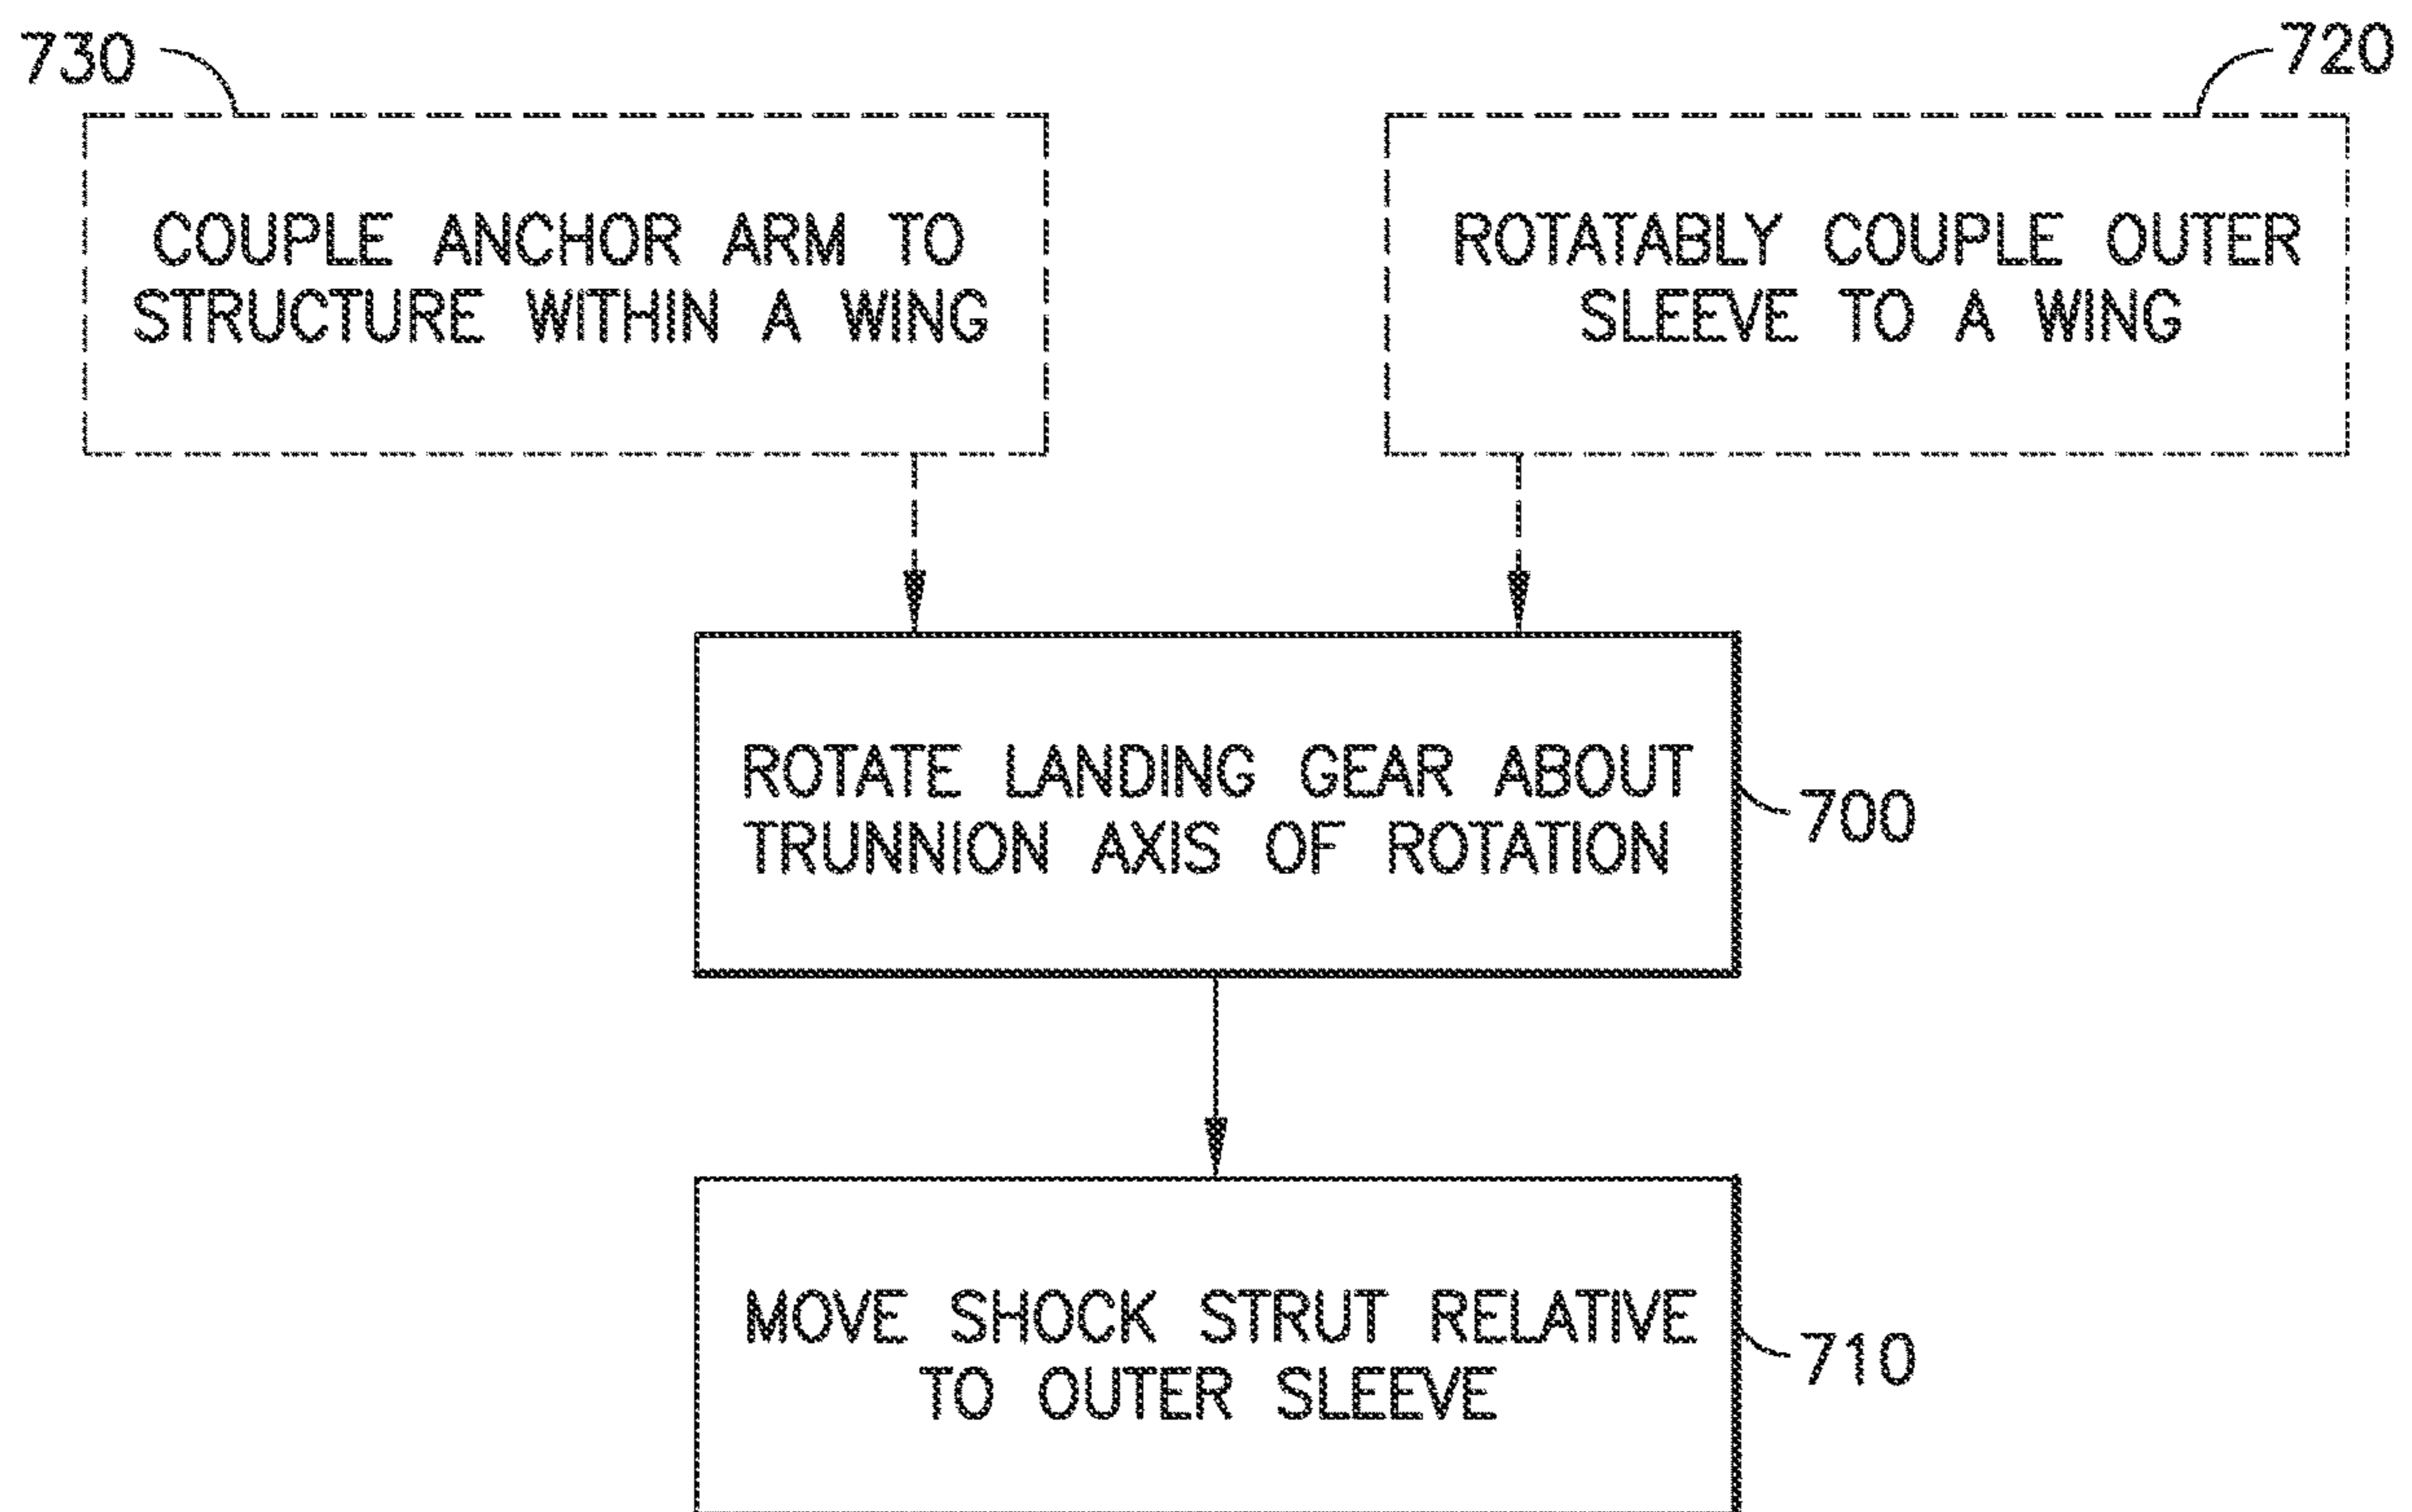 730
720
COUPLE ANCHOR ARM TO
STRUCTURE WITHIN A WING
ROTATABLY COUPLE OUTER
SLEEVE TO A WING
ROTATE LANDING GEAR ABOUT
TRUNNION AXIS OF ROTATION
700
MOVE SHOCK STRUT RELATIVE
TO OUTER SLEEVE
710